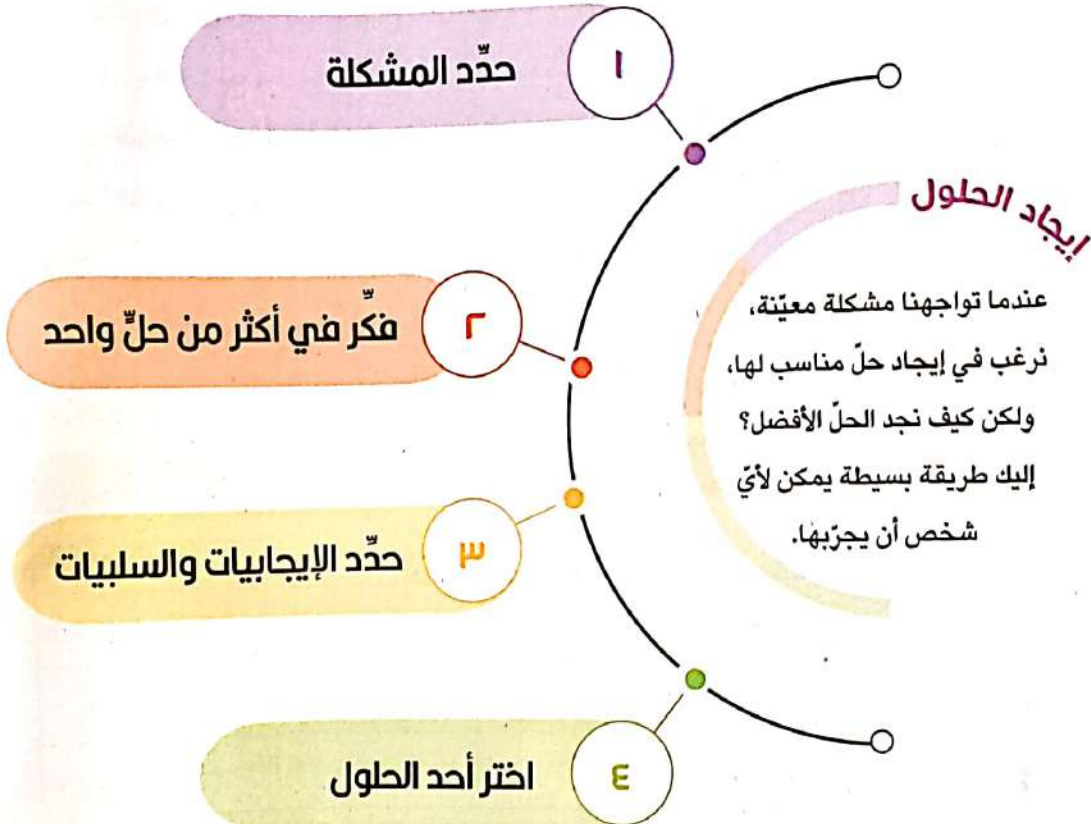 إيجاد الحلول
عندما تواجهنا مشكلة معيّنة،
نرغب في إيجاد حلّ مناسب لها،
ولكن كيف نجد الحلّ الأفضل؟
إليك طريقة بسيطة يمكن لأيّ
شخص أن يجرّبها.
١ حدِّد المشكلة
٢ فكِّر في أكثر من حلٍّ واحد
٣ حدِّد الإيجابيات والسلبيات
٤ اختر أحد الحلول